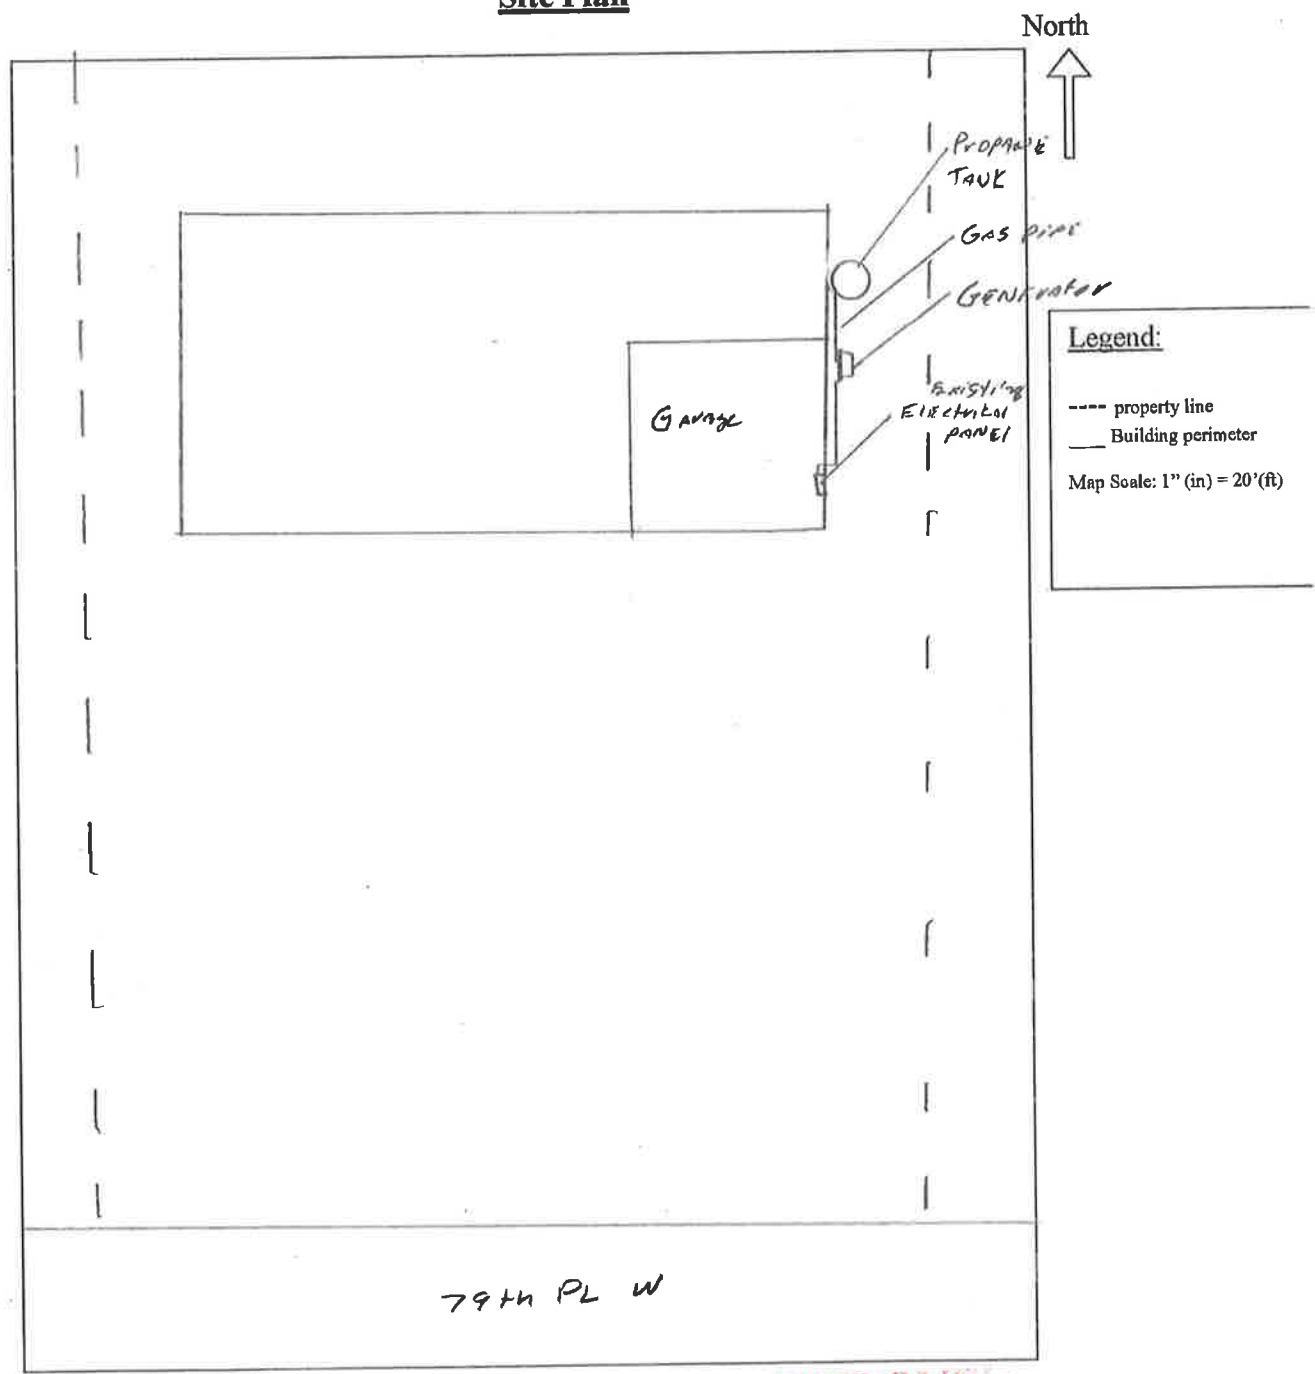 Site Plan
North
Propane
Tank
Gas pipe
Generator
Existing
Electrical
Panel
Garage
Legend:
---- property line
___ Building perimeter
Map Scale: 1" (in) = 20'(ft)
79th PL W